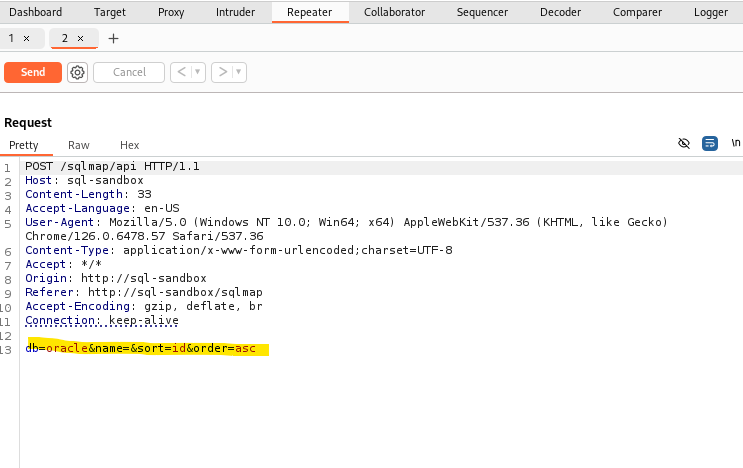 Dashboard Target Proxy Intruder Repeater Collaborator Sequencer Decoder Comparer Logger
1 × 2 × +
Send Cancel < >
Request
Pretty Raw Hex \n
1 POST /sqlmap/api HTTP/1.1
2 Host: sql-sandbox
3 Content-Length: 33
4 Accept-Language: en-US
5 User-Agent: Mozilla/5.0 (Windows NT 10.0; Win64; x64) AppleWebKit/537.36 (KHTML, like Gecko)
Chrome/126.0.6478.57 Safari/537.36
6 Content-Type: application/x-www-form-urlencoded;charset=UTF-8
7 Accept: */*
8 Origin: http://sql-sandbox
9 Referer: http://sql-sandbox/sqlmap
10 Accept-Encoding: gzip, deflate, br
11 Connection: keep-alive
12
13 db=oracle&name=&sort=id&order=asc